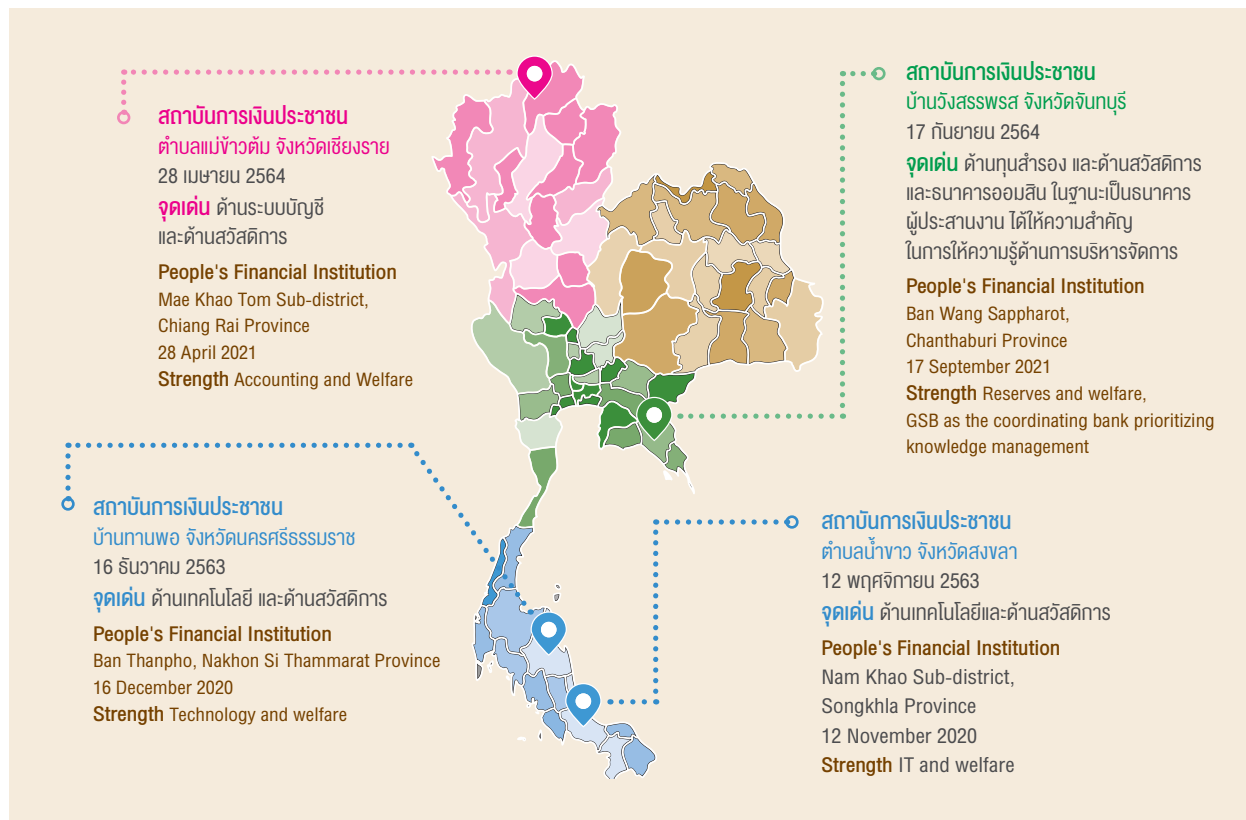 สถาบันการเงินประชาชน
ตำบลแม่ข้าวต้ม จังหวัดเชียงราย
28 เมษายน 2564
จุดเด่น ด้านระบบบัญชี
และด้านสวัสดิการ
People's Financial Institution
Mae Khao Tom Sub-district,
Chiang Rai Province
28 April 2021
Strength Accounting and Welfare
สถาบันการเงินประชาชน
บ้านวังสรรพรส จังหวัดจันทบุรี
17 กันยายน 2564
จุดเด่น ด้านทุนสำรอง และด้านสวัสดิการ
และธนาคารออมสิน ในฐานะเป็นธนาคาร
ผู้ประสานงาน ได้ให้ความสำคัญ
ในการให้ความรู้ด้านการบริหารจัดการ
People's Financial Institution
Ban Wang Sappharot,
Chanthaburi Province
17 September 2021
Strength Reserves and welfare,
GSB as the coordinating bank prioritizing
knowledge management
สถาบันการเงินประชาชน
บ้านทานพอ จังหวัดนครศรีธรรมราช
16 ธันวาคม 2563
จุดเด่น ด้านเทคโนโลยี และด้านสวัสดิการ
People's Financial Institution
Ban Thanpho, Nakhon Si Thammarat Province
16 December 2020
Strength Technology and welfare
สถาบันการเงินประชาชน
ตำบลน้ำขาว จังหวัดสงขลา
12 พฤศจิกายน 2563
จุดเด่น ด้านเทคโนโลยีและด้านสวัสดิการ
People's Financial Institution
Nam Khao Sub-district,
Songkhla Province
12 November 2020
Strength IT and welfare